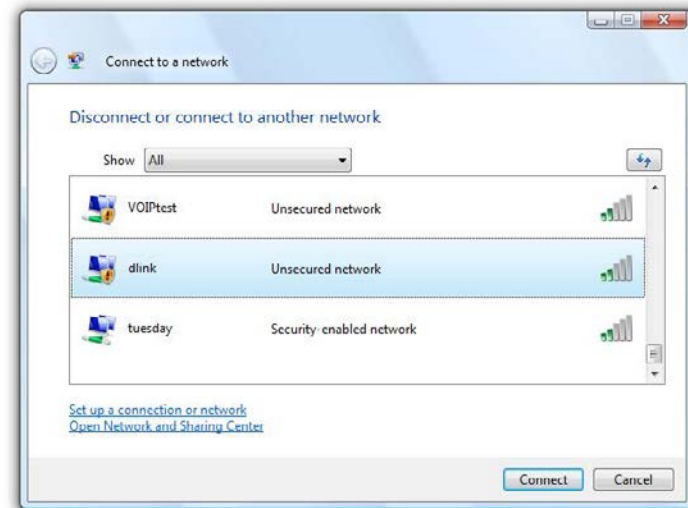 Connect to a network
Disconnect or connect to another network
Show All
VOIPtest Unsecured network
dlink Unsecured network
tuesday Security-enabled network
Set up a connection or network
Open Network and Sharing Center
Connect Cancel